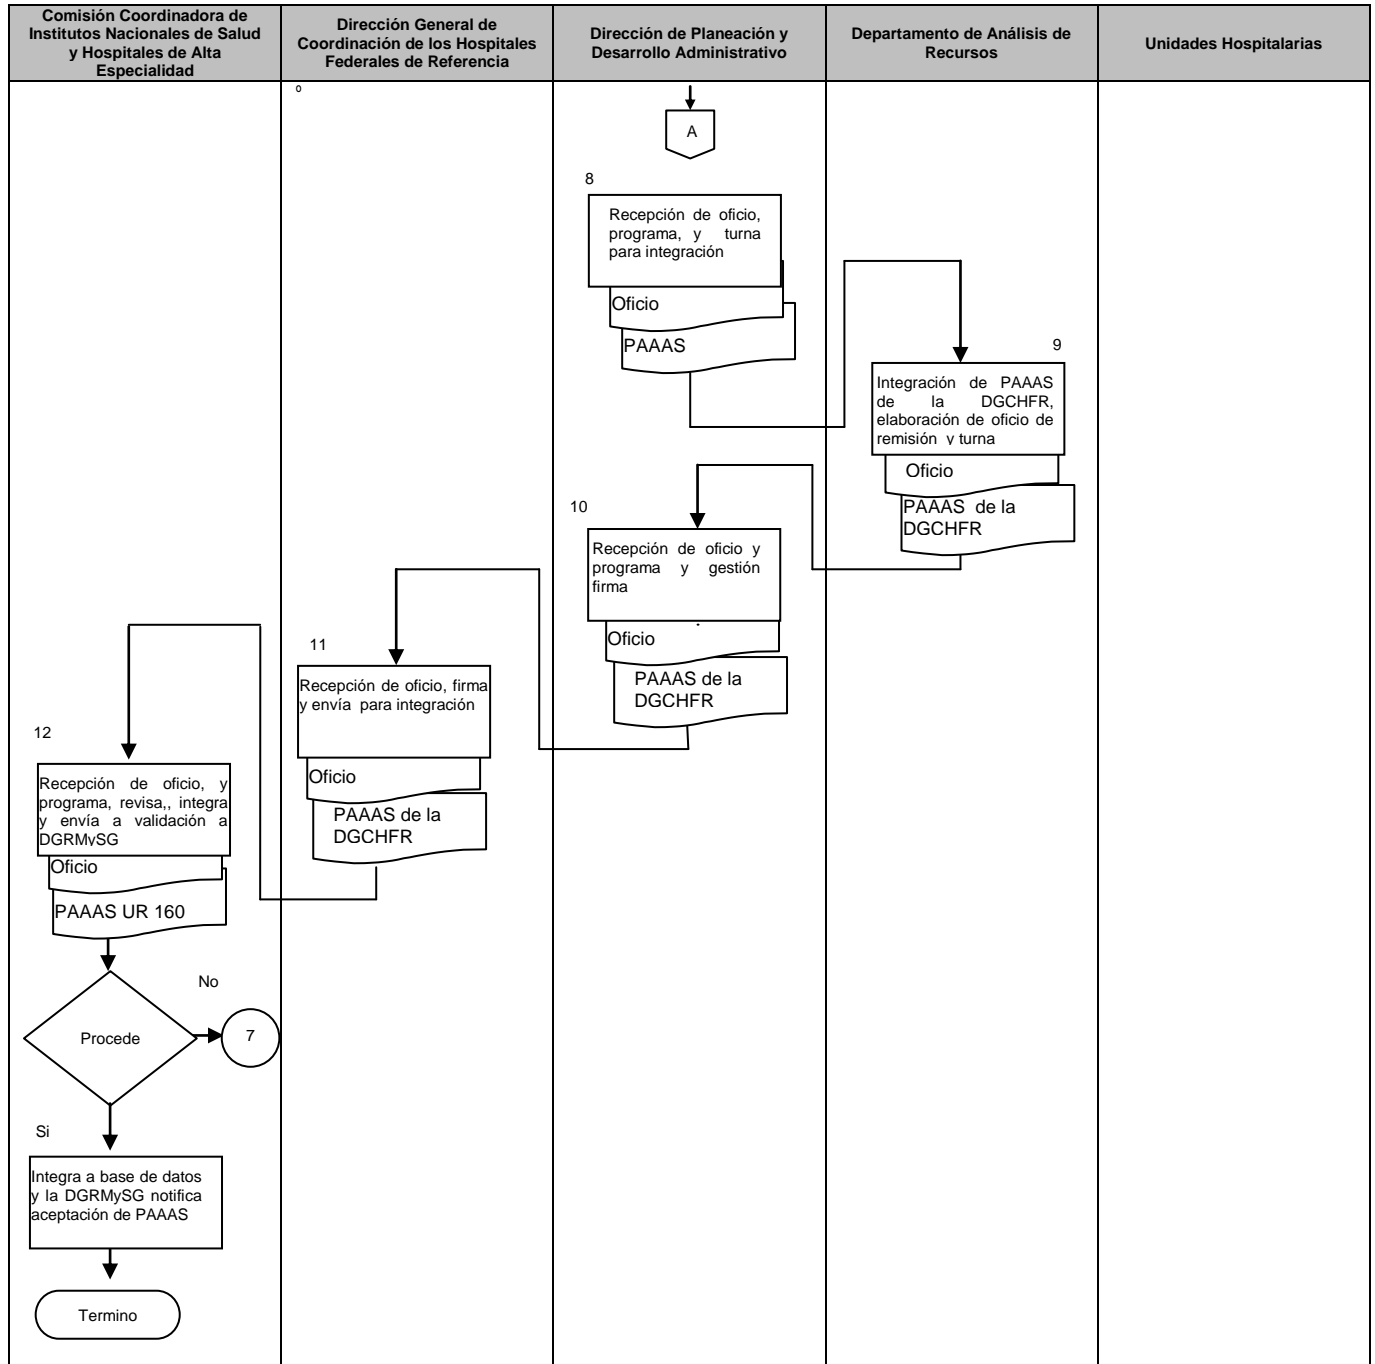 Comisión Coordinadora de
Institutos Nacionales de Salud
y Hospitales de Alta
Especialidad
Dirección General de
Coordinación de los Hospitales
Federales de Referencia
Dirección de Planeación y
Desarrollo Administrativo
Departamento de Análisis de
Recursos
Unidades Hospitalarias
o
A
8
Recepción de oficio,
programa, y turna
para integración
Oficio
PAAAS
9
Integración de PAAAS
de la DGCHFR,
elaboración de oficio de
remisión y turna
Oficio
PAAAS de la
DGCHFR
10
Recepción de oficio y
programa y gestión
firma
Oficio
PAAAS de la
DGCHFR
11
Recepción de oficio, firma
y envía para integración
Oficio
PAAAS de la
DGCHFR
12
Recepción de oficio, y
programa, revisa,, integra
y envía a validación a
DGRMySG
Oficio
PAAAS UR 160
No
Procede
7
Si
Integra a base de datos
y la DGRMySG notifica
aceptación de PAAAS
Termino